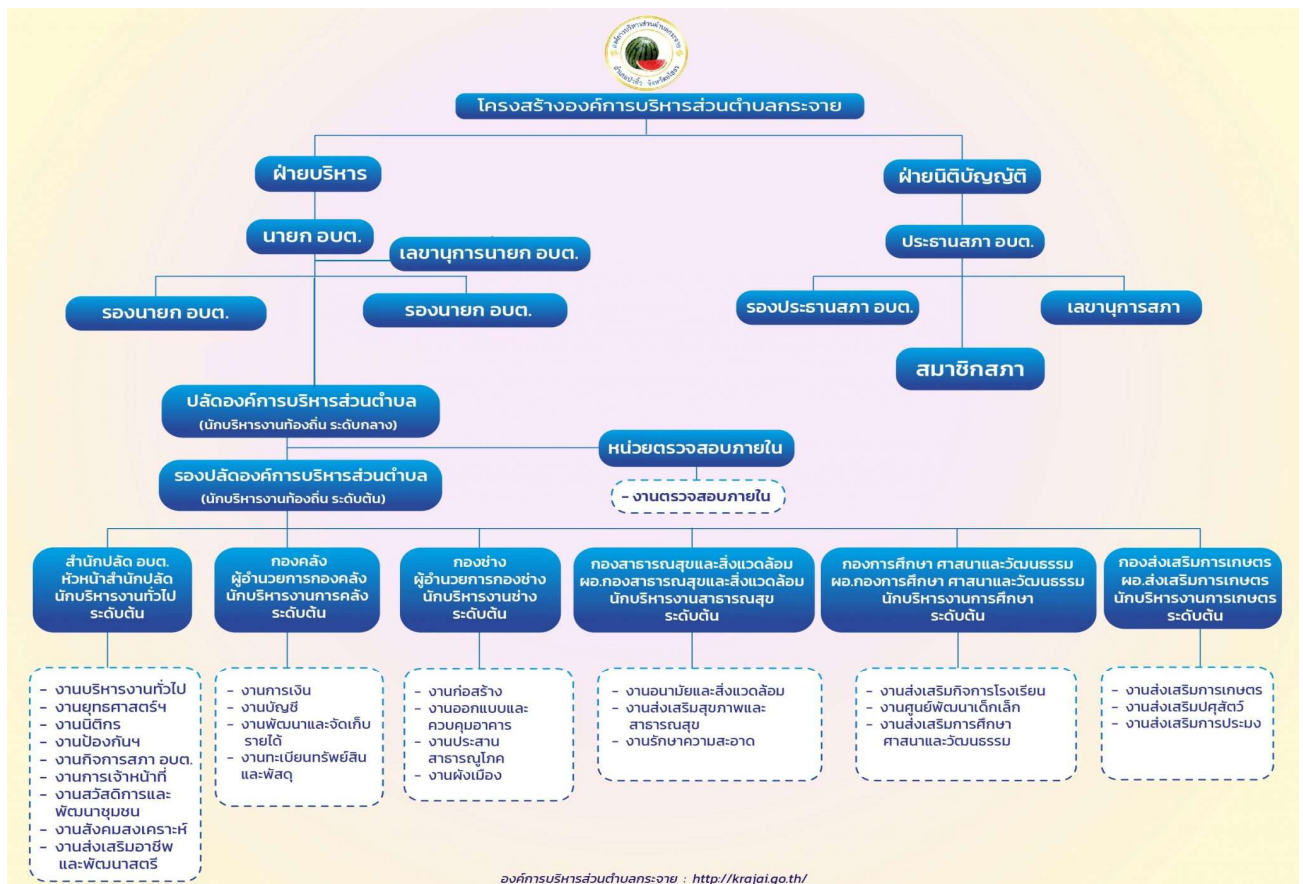 องค์การบริหารส่วนตำบลกระจาย
อำเภอป่าติ้ว จังหวัดยโสธร
โครงสร้างองค์การบริหารส่วนตำบลกระจาย
ฝ่ายบริหาร
ฝ่ายนิติบัญญัติ
นายก อบต.
เลขานุการนายก อบต.
ประธานสภา อบต.
รองนายก อบต.
รองนายก อบต.
รองประธานสภา อบต.
เลขานุการสภา
สมาชิกสภา
ปลัดองค์การบริหารส่วนตำบล
(นักบริหารงานท้องถิ่น ระดับกลาง)
หน่วยตรวจสอบภายใน
- งานตรวจสอบภายใน
รองปลัดองค์การบริหารส่วนตำบล
(นักบริหารงานท้องถิ่น ระดับต้น)
สำนักปลัด อบต.
หัวหน้าสำนักปลัด
นักบริหารงานทั่วไป
ระดับต้น
- งานบริหารงานทั่วไป
- งานยุทธศาสตร์ฯ
- งานนิติกร
- งานป้องกันฯ
- งานกิจการสภา อบต.
- งานการเจ้าหน้าที่
- งานสวัสดิการและ
พัฒนาชุมชน
- งานสังคมสงเคราะห์
- งานส่งเสริมอาชีพ
และพัฒนาสตรี
กองคลัง
ผู้อำนวยการกองคลัง
นักบริหารงานการคลัง
ระดับต้น
- งานการเงิน
- งานบัญชี
- งานพัฒนาและจัดเก็บ
รายได้
- งานทะเบียนทรัพย์สิน
และพัสดุ
กองช่าง
ผู้อำนวยการกองช่าง
นักบริหารงานช่าง
ระดับต้น
- งานก่อสร้าง
- งานออกแบบและ
ควบคุมอาคาร
- งานประสาน
สาธารณูโภค
- งานผังเมือง
กองสาธารณสุขและสิ่งแวดล้อม
ผอ.กองสาธารณสุขและสิ่งแวดล้อม
นักบริหารงานสาธารณสุข
ระดับต้น
- งานอนามัยและสิ่งแวดล้อม
- งานส่งเสริมสุขภาพและ
สาธารณสุข
- งานรักษาความสะอาด
กองการศึกษา ศาสนาและวัฒนธรรม
ผอ.กองการศึกษา ศาสนาและวัฒนธรรม
นักบริหารงานการศึกษา
ระดับต้น
- งานส่งเสริมกิจการโรงเรียน
- งานศูนย์พัฒนาเด็กเล็ก
- งานส่งเสริมการศึกษา
ศาสนาและวัฒนธรรม
กองส่งเสริมการเกษตร
ผอ.ส่งเสริมการเกษตร
นักบริหารงานการเกษตร
ระดับต้น
- งานส่งเสริมการเกษตร
- งานส่งเสริมปศุสัตว์
- งานส่งเสริมการประมง
องค์การบริหารส่วนตำบลกระจาย : http://krajai.go.th/